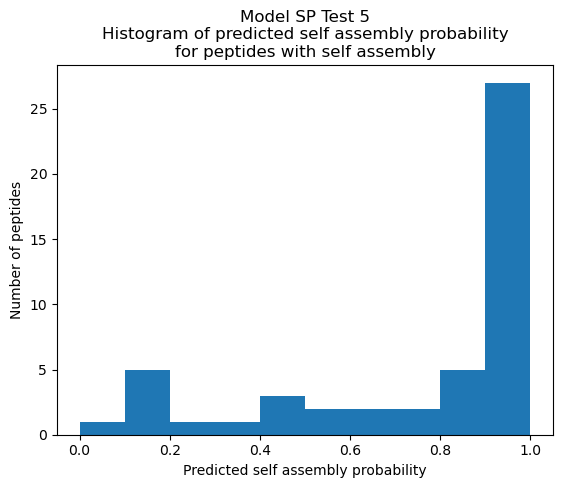 Model SP Test 5
Histogram of predicted self assembly probability
for peptides with self assembly
Number of peptides
25
20
15
10
5
0
0.0 0.2 0.4 0.6 0.8 1.0
Predicted self assembly probability